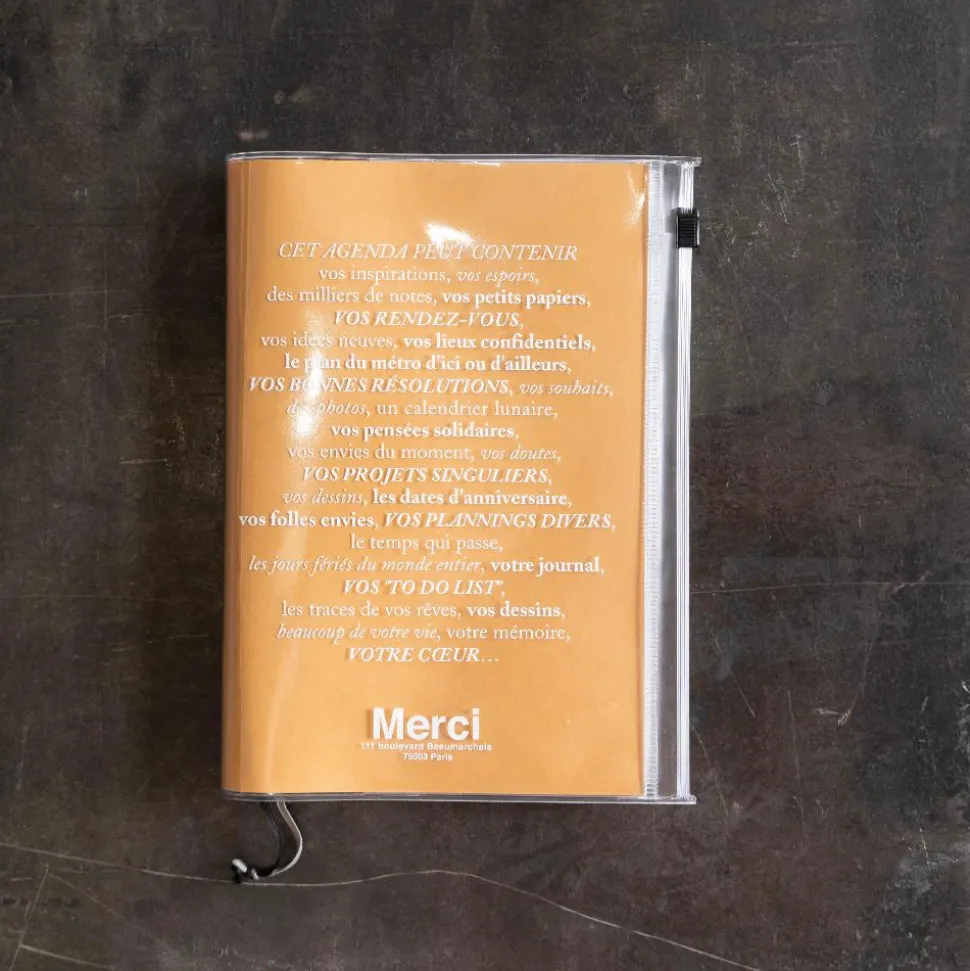 CET AGENDA PEUT CONTENIR
vos inspirations, vos espoirs,
des milliers de notes, vos petits papiers,
VOS RENDEZ-VOUS,
vos idées neuves, vos lieux confidentiels,
le plan du métro d'ici ou d'ailleurs,
VOS BONNES RÉSOLUTIONS, vos souhaits,
des photos, un calendrier lunaire,
vos pensées solidaires,
vos envies du moment, vos doutes,
VOS PROJETS SINGULIERS,
vos dessins, les dates d'anniversaire,
vos folles envies, VOS PLANNINGS DIVERS,
le temps qui passe,
les jours fériés du monde entier, votre journal,
VOS "TO DO LIST",
les traces de vos rêves, vos dessins,
beaucoup de votre vie, votre mémoire,
VOTRE CŒUR...
Merci
111 boulevard Beaumarchais
75003 Paris